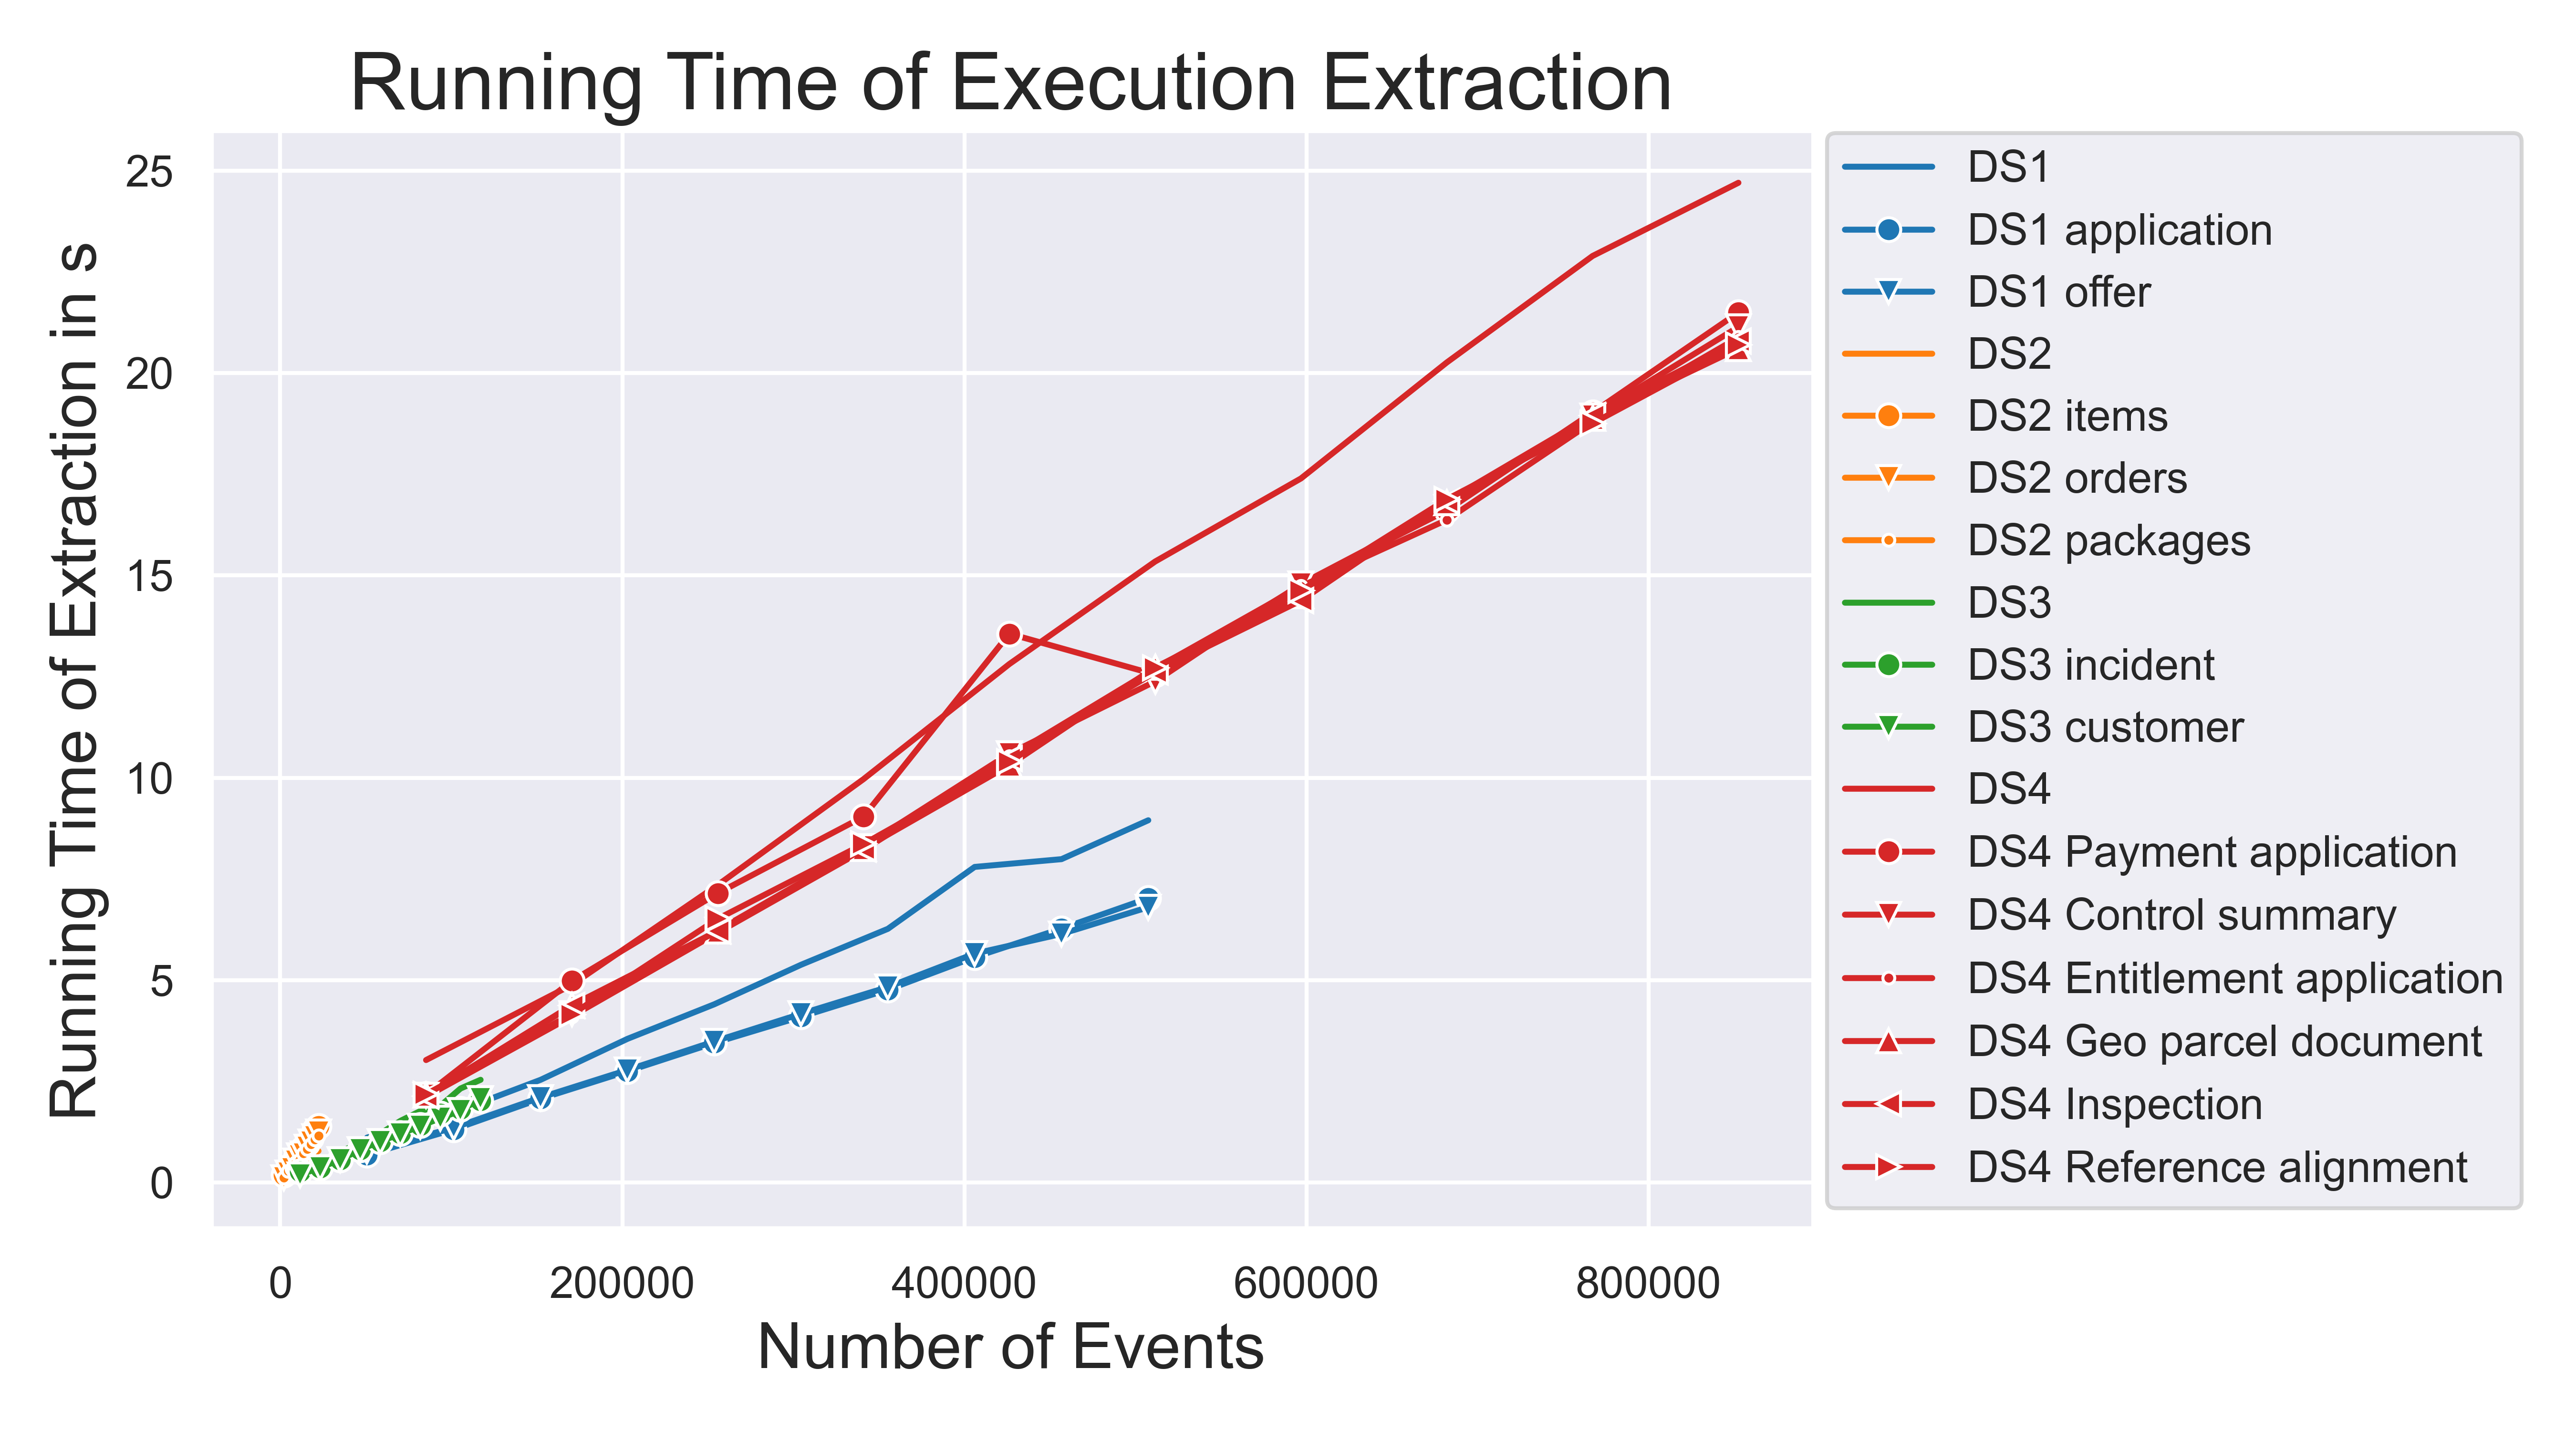 Running Time of Execution Extraction
Running Time of Extraction in s
25
20
15
10
5
0
0
200000
400000
600000
800000
Number of Events
DS1
DS1 application
DS1 offer
DS2
DS2 items
DS2 orders
DS2 packages
DS3
DS3 incident
DS3 customer
DS4
DS4 Payment application
DS4 Control summary
DS4 Entitlement application
DS4 Geo parcel document
DS4 Inspection
DS4 Reference alignment